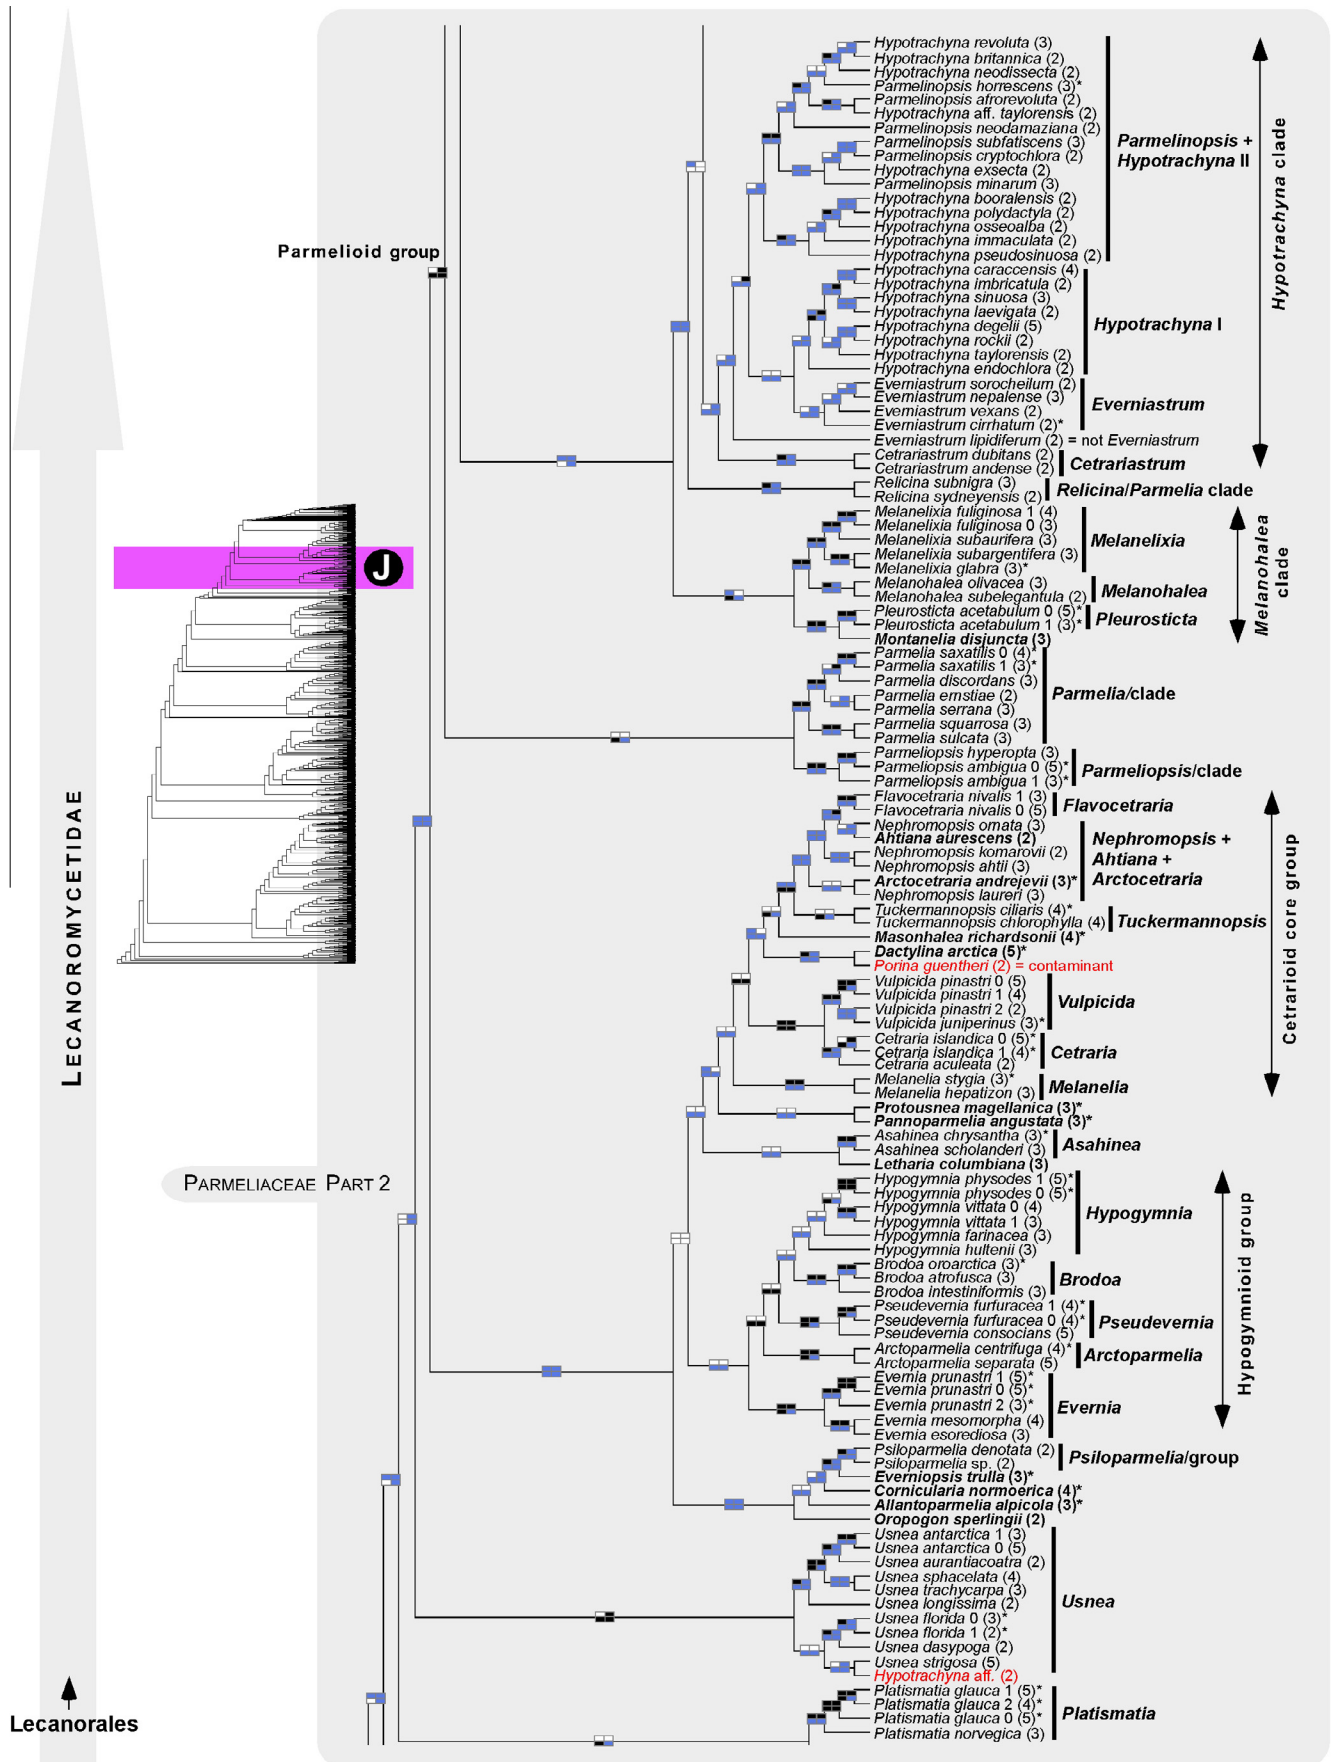 Hypotrachyna revoluta (3)
Hypotrachyna britannica (2)
Hypotrachyna neodissecta (2)
Parmelinopsis horrescens (3)*
Parmelinopsis afrorevoluta (2)
Hypotrachyna aff. taylorensis (2)
Parmelinopsis neodamaziana (2)
Parmelinopsis subfatiscens (3)
Parmelinopsis cryptochlora (2)
Hypotrachyna exsecta (2)
Parmelinopsis minarum (3)
Hypotrachyna booralensis (2)
Hypotrachyna polydactyla (2)
Hypotrachyna osseoalba (2)
Hypotrachyna immaculata (2)
Hypotrachyna pseudosinuosa (2)
Parmelinopsis +
Hypotrachyna II
Hypotrachyna caraccensis (4)
Hypotrachyna imbricatula (2)
Hypotrachyna sinuosa (3)
Hypotrachyna laevigata (2)
Hypotrachyna degelii (5)
Hypotrachyna rockii (2)
Hypotrachyna taylorensis (2)
Hypotrachyna endochlora (2)
Hypotrachyna I
Everniastrum sorocheilum (2)
Everniastrum nepalense (3)
Everniastrum vexans (2)
Everniastrum cirrhatum (2)*
Everniastrum
Everniastrum lipidiferum (2) = not Everniastrum
Cetrariastrum dubitans (2)
Cetrariastrum andense (2)
Cetrariastrum
Hypotrachyna clade
Relicina subnigra (3)
Relicina sydneyensis (2)
Relicina/Parmelia clade
Melanelixia fuliginosa 1 (4)
Melanelixia fuliginosa 0 (3)
Melanelixia subaurifera (3)
Melanelixia subargentifera (3)
Melanelixia glabra (3)*
Melanelixia
Melanohalea olivacea (3)
Melanohalea subelegantula (2)
Melanohalea
Pleurosticta acetabulum 0 (5)*
Pleurosticta acetabulum 1 (3)*
Pleurosticta
Montanelia disjuncta (3)
Melanohalea
clade
Parmelia saxatilis 0 (4)*
Parmelia saxatilis 1 (3)*
Parmelia discordans (3)
Parmelia ernstiae (2)
Parmelia serrana (3)
Parmelia squarrosa (3)
Parmelia sulcata (3)
Parmelia/clade
Parmeliopsis hyperopta (3)
Parmeliopsis ambigua 0 (5)*
Parmeliopsis ambigua 1 (3)*
Parmeliopsis/clade
Flavocetraria nivalis 1 (3)
Flavocetraria nivalis 0 (5)
Flavocetraria
Nephromopsis ornata (3)
Ahtiana aurescens (2)
Nephromopsis komarovii (2)
Nephromopsis ahtii (3)
Arctocetraria andrejevii (3)*
Nephromopsis laureri (3)
Nephromopsis +
Ahtiana +
Arctocetraria
Tuckermannopsis ciliaris (4)*
Tuckermannopsis chlorophylla (4)
Tuckermannopsis
Masonhalea richardsonii (4)*
Dactylina arctica (5)*
Porina guentheri (2) = contaminant
Vulpicida pinastri 0 (5)
Vulpicida pinastri 1 (4)
Vulpicida pinastri 2 (2)
Vulpicida juniperinus (3)*
Vulpicida
Cetraria islandica 0 (5)*
Cetraria islandica 1 (4)*
Cetraria aculeata (2)
Cetraria
Melanelia stygia (3)*
Melanelia hepatizon (3)
Melanelia
Cetrarioid core group
Protousnea magellanica (3)*
Pannoparmelia angustata (3)*
Asahinea chrysantha (3)*
Asahinea scholanderi (3)
Asahinea
Letharia columbiana (3)
Hypogymnia physodes 1 (5)*
Hypogymnia physodes 0 (5)*
Hypogymnia vittata 0 (4)
Hypogymnia vittata 1 (3)
Hypogymnia farinacea (3)
Hypogymnia hultenii (3)
Hypogymnia
Brodoa oroarctica (3)*
Brodoa atrofusca (3)
Brodoa intestiniformis (3)
Brodoa
Pseudevernia furfuracea 1 (4)*
Pseudevernia furfuracea 0 (4)*
Pseudevernia consocians (5)
Pseudevernia
Arctoparmelia centrifuga (4)*
Arctoparmelia separata (5)
Arctoparmelia
Evernia prunastri 1 (5)*
Evernia prunastri 0 (5)*
Evernia prunastri 2 (3)*
Evernia mesomorpha (4)
Evernia esorediosa (3)
Evernia
Hypogymnioid group
Psiloparmelia denotata (2)
Psiloparmelia sp. (2)
Psiloparmelia/group
Everniopsis trulla (3)*
Cornicularia normoerica (4)*
Allantoparmelia alpicola (3)*
Oropogon sperlingii (2)
Usnea antarctica 1 (3)
Usnea antarctica 0 (5)
Usnea aurantiacoatra (2)
Usnea sphacelata (4)
Usnea trachycarpa (3)
Usnea longissima (2)
Usnea florida 0 (3)*
Usnea florida 1 (2)*
Usnea dasypoga (2)
Usnea strigosa (5)
Hypotrachyna aff. (2)
Usnea
Platismatia glauca 1 (5)*
Platismatia glauca 2 (4)*
Platismatia glauca 0 (5)*
Platismatia norvegica (3)
Platismatia
Parmelioid group
J
LECANOROMYCETIDAE
PARMELIACEAE PART 2
Lecanorales